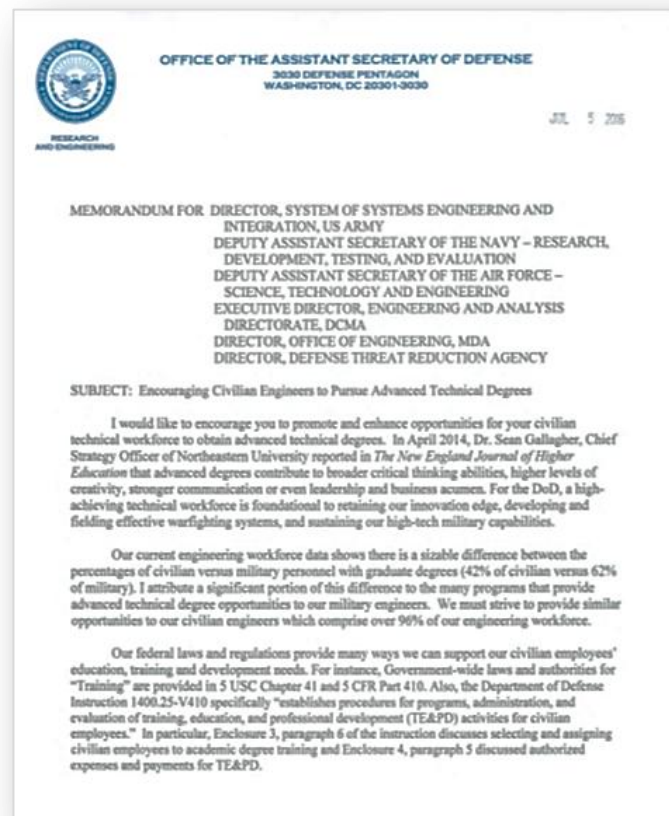 OFFICE OF THE ASSISTANT SECRETARY OF DEFENSE
3030 DEFENSE PENTAGON
WASHINGTON, DC 20301-3030
RESEARCH
AND ENGINEERING
JUL 5 2016
MEMORANDUM FOR DIRECTOR, SYSTEM OF SYSTEMS ENGINEERING AND
INTEGRATION, US ARMY
DEPUTY ASSISTANT SECRETARY OF THE NAVY – RESEARCH,
DEVELOPMENT, TESTING, AND EVALUATION
DEPUTY ASSISTANT SECRETARY OF THE AIR FORCE –
SCIENCE, TECHNOLOGY AND ENGINEERING
EXECUTIVE DIRECTOR, ENGINEERING AND ANALYSIS
DIRECTORATE, DCMA
DIRECTOR, OFFICE OF ENGINEERING, MDA
DIRECTOR, DEFENSE THREAT REDUCTION AGENCY
SUBJECT: Encouraging Civilian Engineers to Pursue Advanced Technical Degrees
I would like to encourage you to promote and enhance opportunities for your civilian
technical workforce to obtain advanced technical degrees. In April 2014, Dr. Sean Gallagher, Chief
Strategy Officer of Northeastern University reported in The New England Journal of Higher
Education that advanced degrees contribute to broader critical thinking abilities, higher levels of
creativity, stronger communication or even leadership and business acumen. For the DoD, a high-
achieving technical workforce is foundational to retaining our innovation edge, developing and
fielding effective warfighting systems, and sustaining our high-tech military capabilities.
Our current engineering workforce data shows there is a sizable difference between the
percentages of civilian versus military personnel with graduate degrees (42% of civilian versus 62%
of military). I attribute a significant portion of this difference to the many programs that provide
advanced technical degree opportunities to our military engineers. We must strive to provide similar
opportunities to our civilian engineers which comprise over 96% of our engineering workforce.
Our federal laws and regulations provide many ways we can support our civilian employees'
education, training and development needs. For instance, Government-wide laws and authorities for
"Training" are provided in 5 USC Chapter 41 and 5 CFR Part 410. Also, the Department of Defense
Instruction 1400.25-V410 specifically "establishes procedures for programs, administration, and
evaluation of training, education, and professional development (TE&PD) activities for civilian
employees." In particular, Enclosure 3, paragraph 6 of the instruction discusses selecting and assigning
civilian employees to academic degree training and Enclosure 4, paragraph 5 discussed authorized
expenses and payments for TE&PD.